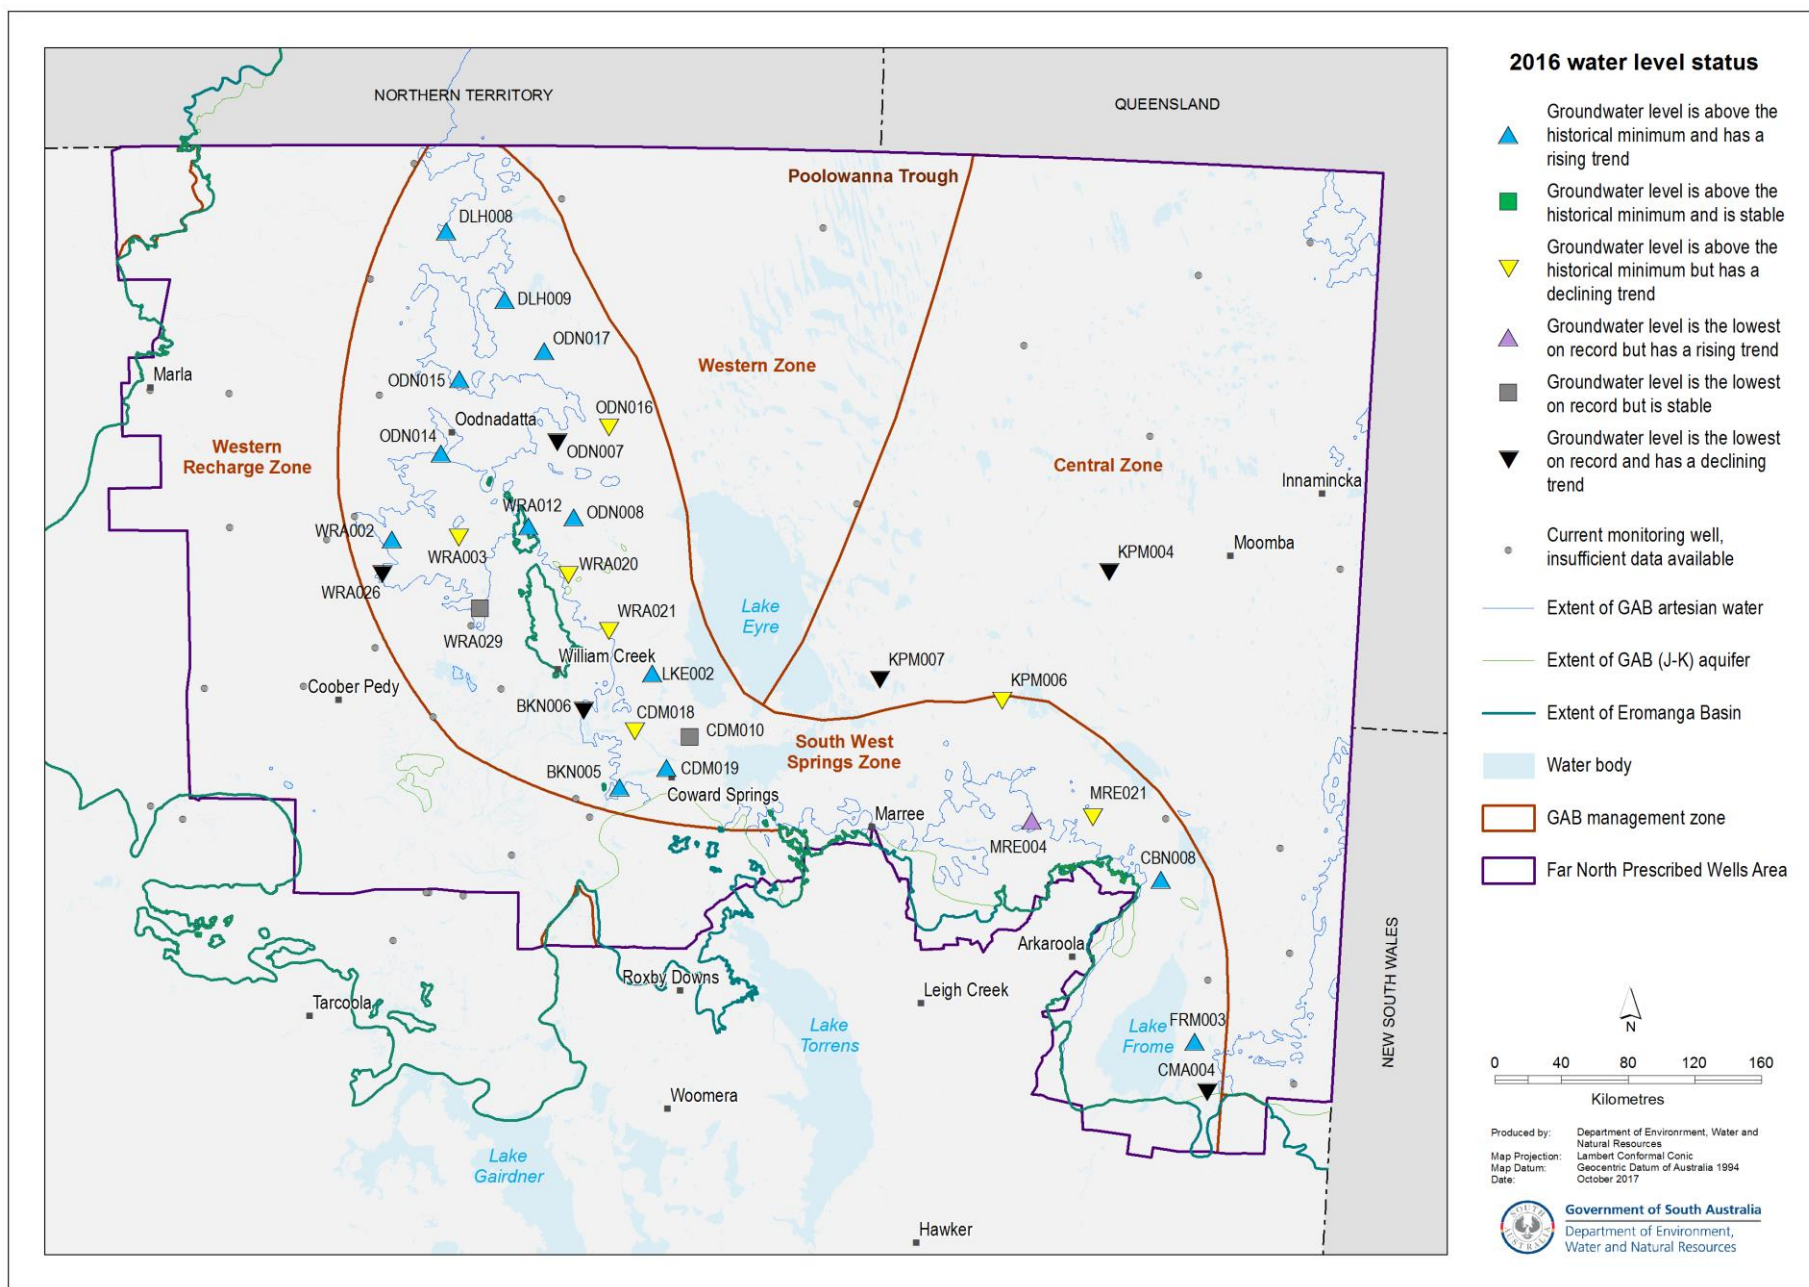 NORTHERN TERRITORY
QUEENSLAND
Poolowanna Trough
DLH008
DLH009
ODN017
Western Zone
Marla
ODN015
ODN016
Oodnadatta
ODN014
ODN007
Western
Recharge Zone
Central Zone
Innamincka
WRA012
ODN008
WRA002
WRA003
Moomba
KPM004
WRA020
WRA026
Lake
Eyre
WRA021
WRA029
William Creek
KPM007
LKE002
KPM006
Coober Pedy
BKN006
CDM018
CDM010
South West
Springs Zone
BKN005
CDM019
Coward Springs
MRE021
Marree
MRE004
CBN008
Arkaroola
Roxby Downs
Leigh Creek
Tarcoola
Lake
Torrens
FRM003
Lake
Frome
CMA004
NEW SOUTH WALES
Woomera
Lake
Gairdner
Hawker
2016 water level status
Groundwater level is above the
historical minimum and has a
rising trend
Groundwater level is above the
historical minimum and is stable
Groundwater level is above the
historical minimum but has a
declining trend
Groundwater level is the lowest
on record but has a rising trend
Groundwater level is the lowest
on record but is stable
Groundwater level is the lowest
on record and has a declining
trend
Current monitoring well,
insufficient data available
Extent of GAB artesian water
Extent of GAB (J-K) aquifer
Extent of Eromanga Basin
Water body
GAB management zone
Far North Prescribed Wells Area
N
0 40 80 120 160
Kilometres
Produced by: Department of Environment, Water and
Natural Resources
Map Projection: Lambert Conformal Conic
Map Datum: Geocentric Datum of Australia 1994
Date: October 2017
SOUTH AUSTRALIA
Government of South Australia
Department of Environment,
Water and Natural Resources